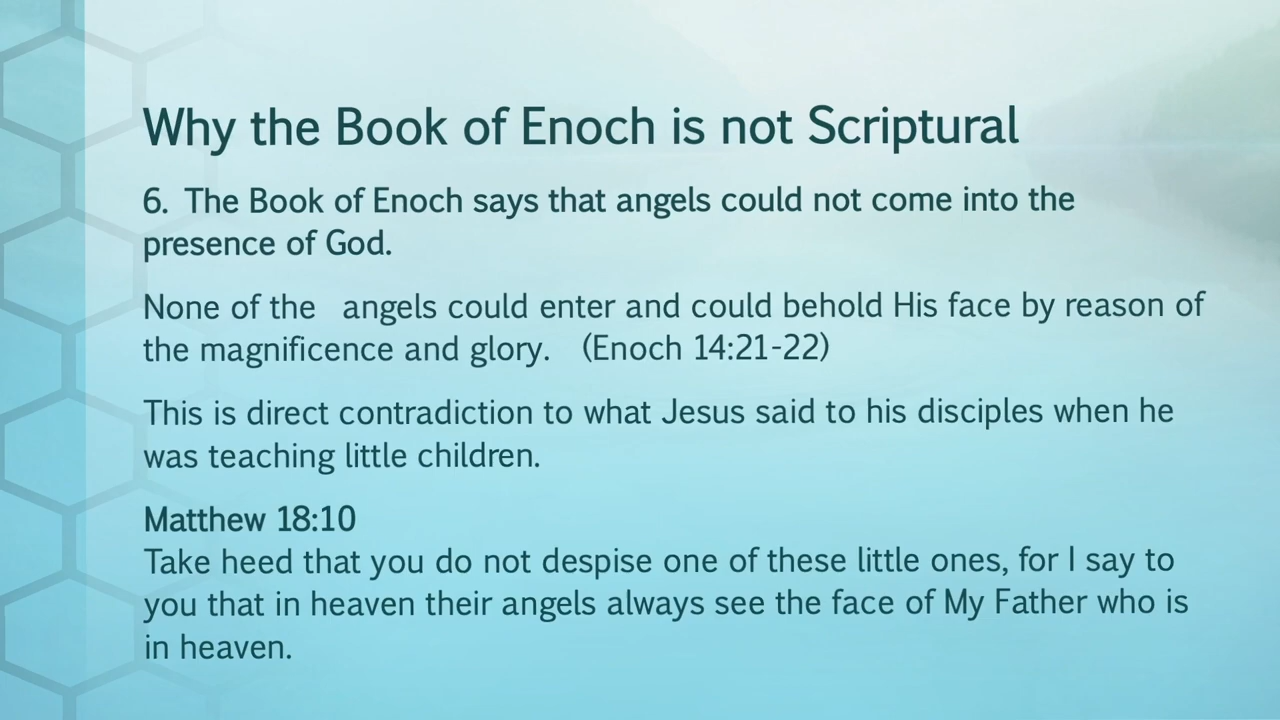 Why the Book of Enoch is not Scriptural
6. The Book of Enoch says that angels could not come into the
presence of God.
None of the angels could enter and could behold His face by reason of
the magnificence and glory. (Enoch 14:21-22)
This is direct contradiction to what Jesus said to his disciples when he
was teaching little children.
Matthew 18:10
Take heed that you do not despise one of these little ones, for I say to
you that in heaven their angels always see the face of My Father who is
in heaven.